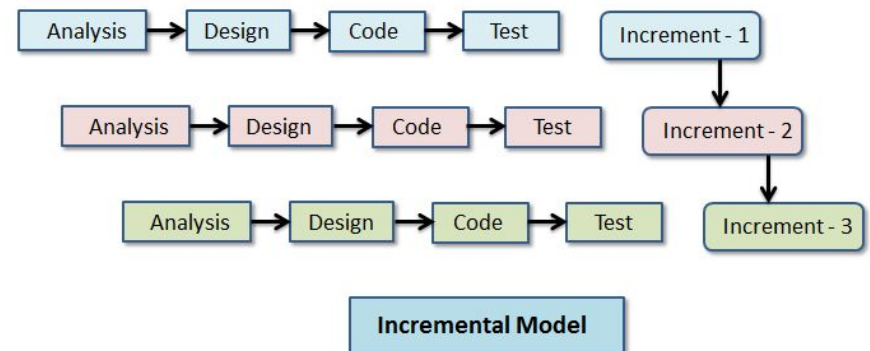 Analysis Design Code Test Increment - 1
Analysis Design Code Test Increment - 2
Analysis Design Code Test Increment - 3
Incremental Model